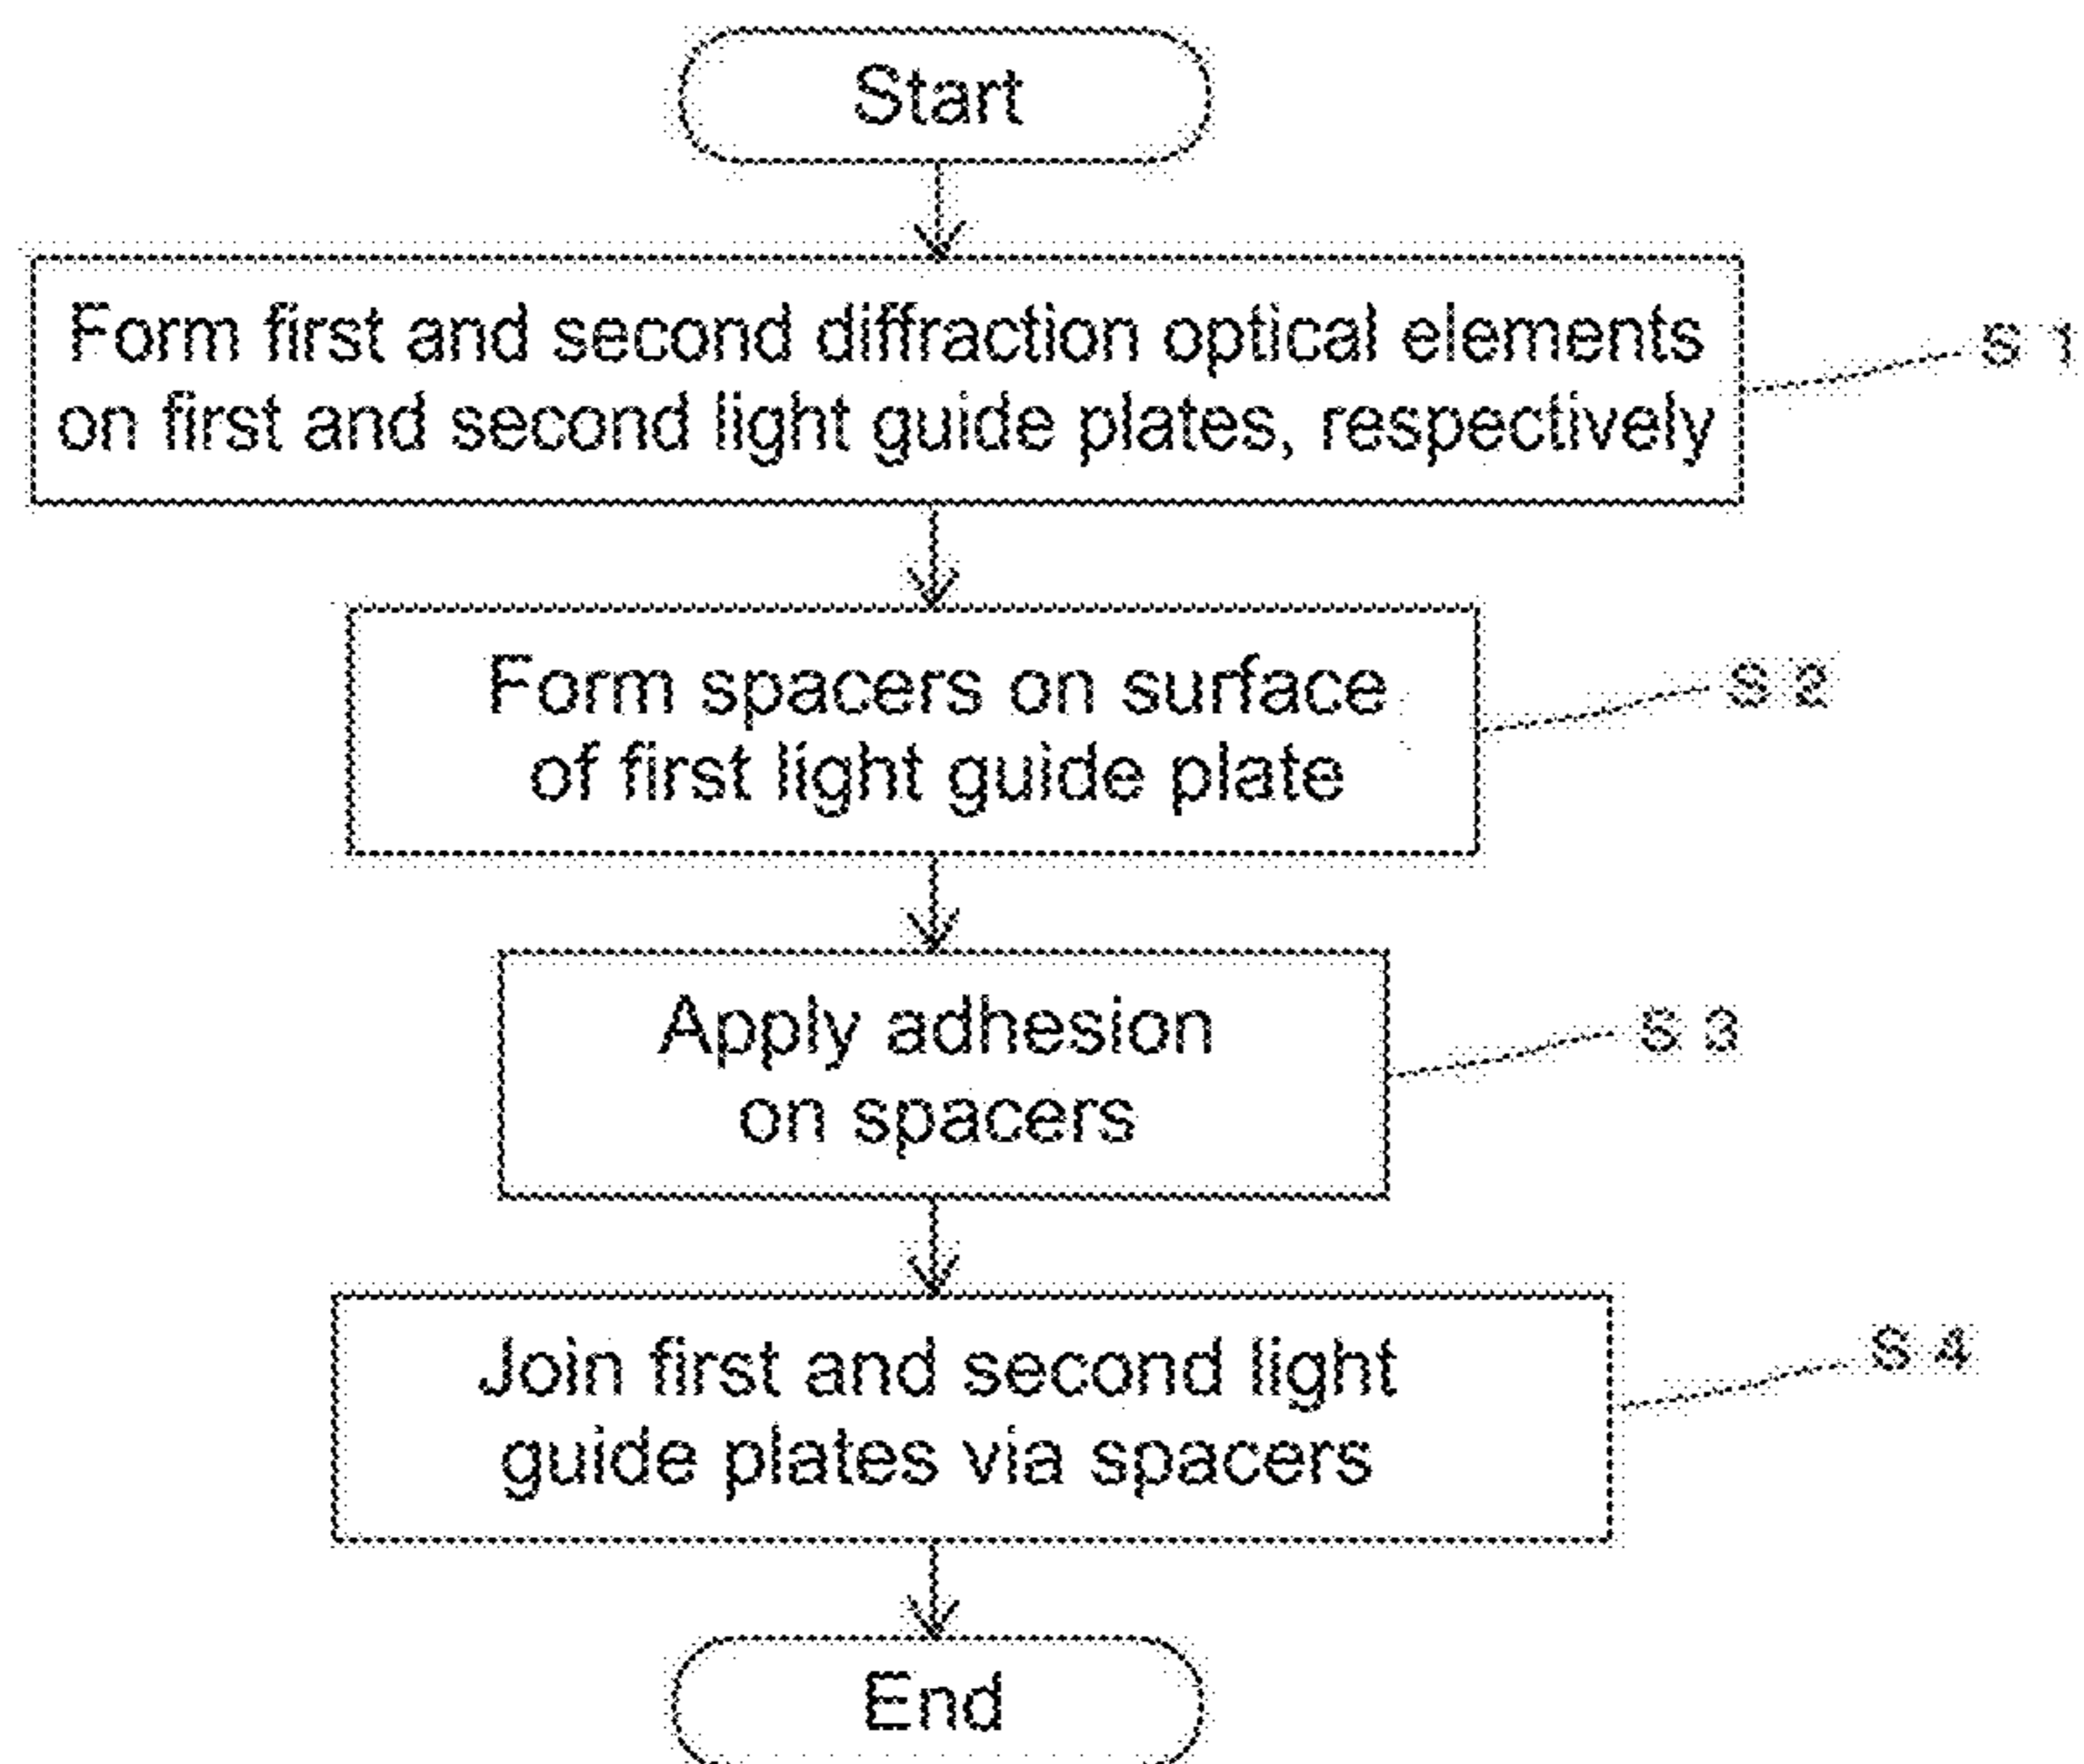 Start
Form first and second diffraction optical elements
on first and second light guide plates, respectively
S 1
Form spacers on surface
of first light guide plate
S 2
Apply adhesion
on spacers
S 3
Join first and second light
guide plates via spacers
S 4
End